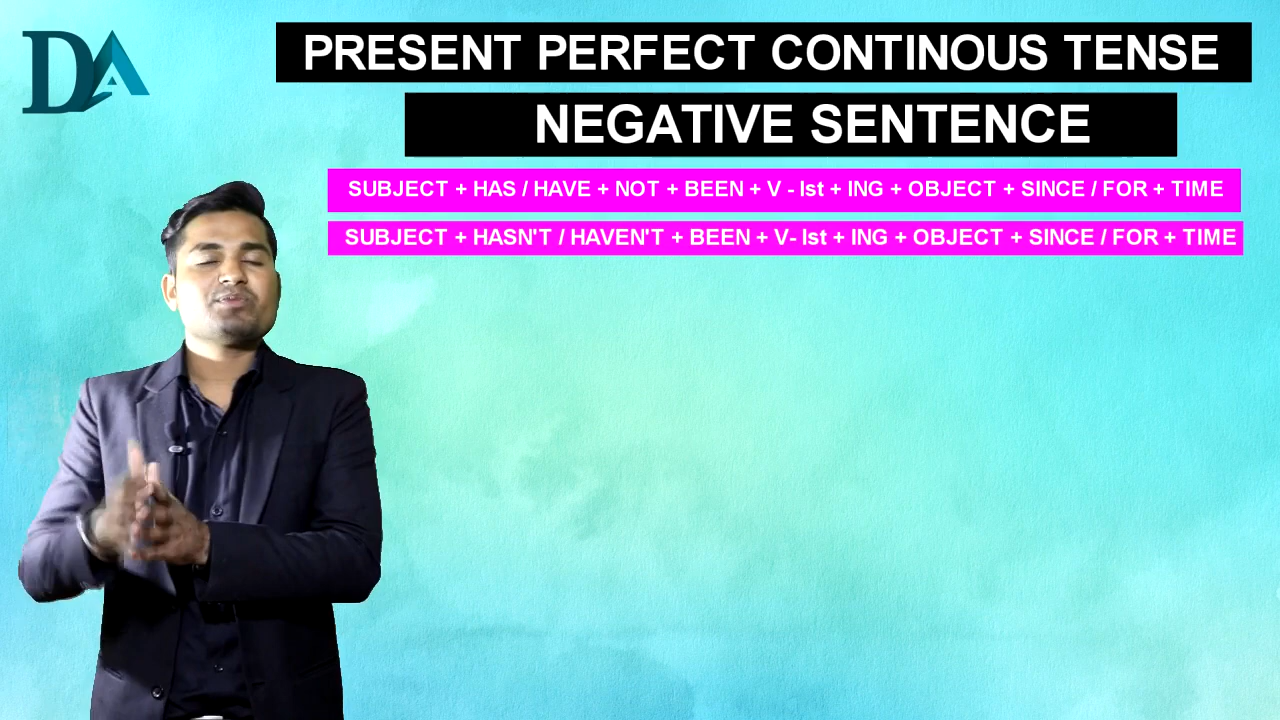 DA
PRESENT PERFECT CONTINOUS TENSE
NEGATIVE SENTENCE
SUBJECT + HAS / HAVE + NOT + BEEN + V - Ist + ING + OBJECT + SINCE / FOR + TIME
SUBJECT + HASN'T / HAVEN'T + BEEN + V- Ist + ING + OBJECT + SINCE / FOR + TIME